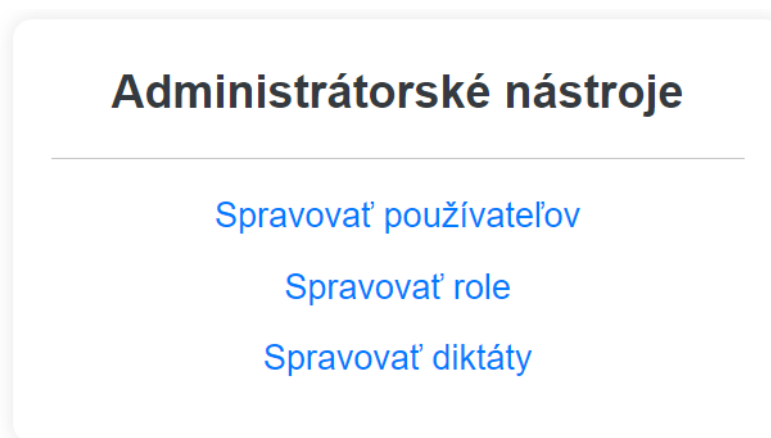 Administrátorské nástroje
Spravovať používateľov
Spravovať role
Spravovať diktáty